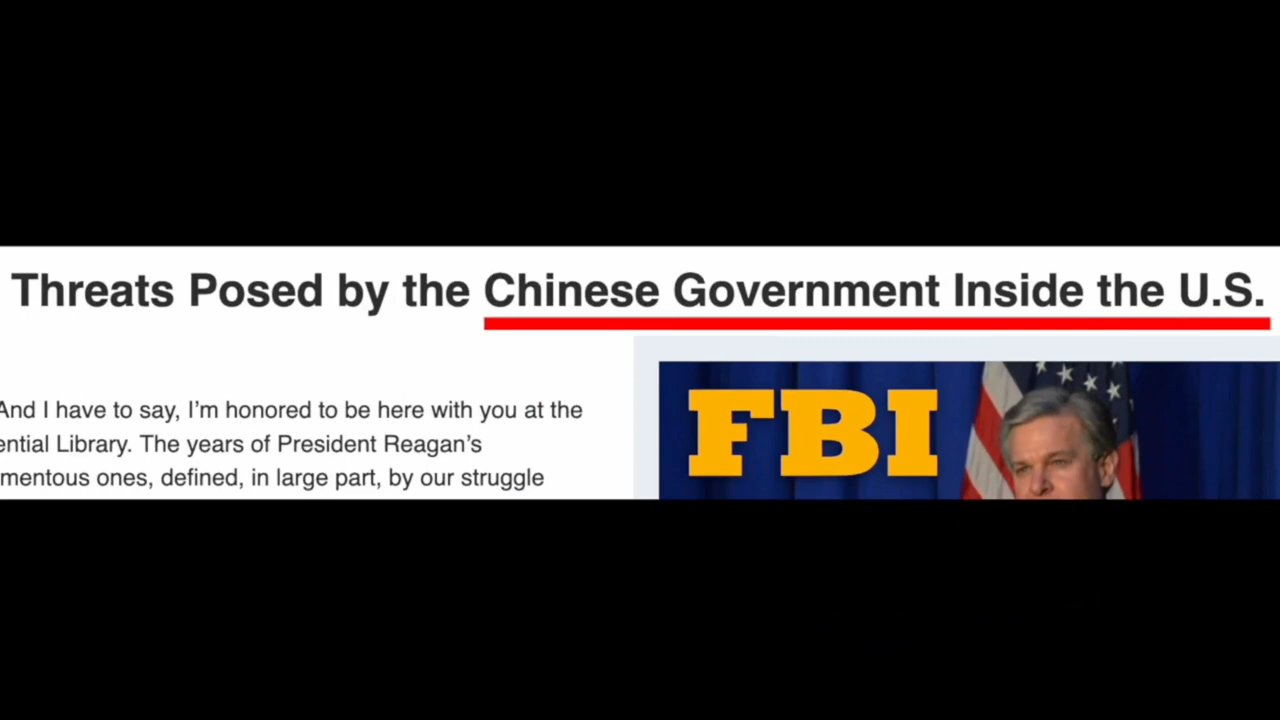 Threats Posed by the Chinese Government Inside the U.S.
And I have to say, I'm honored to be here with you at the
ential Library. The years of President Reagan's
mentous ones, defined, in large part, by our struggle
FBI